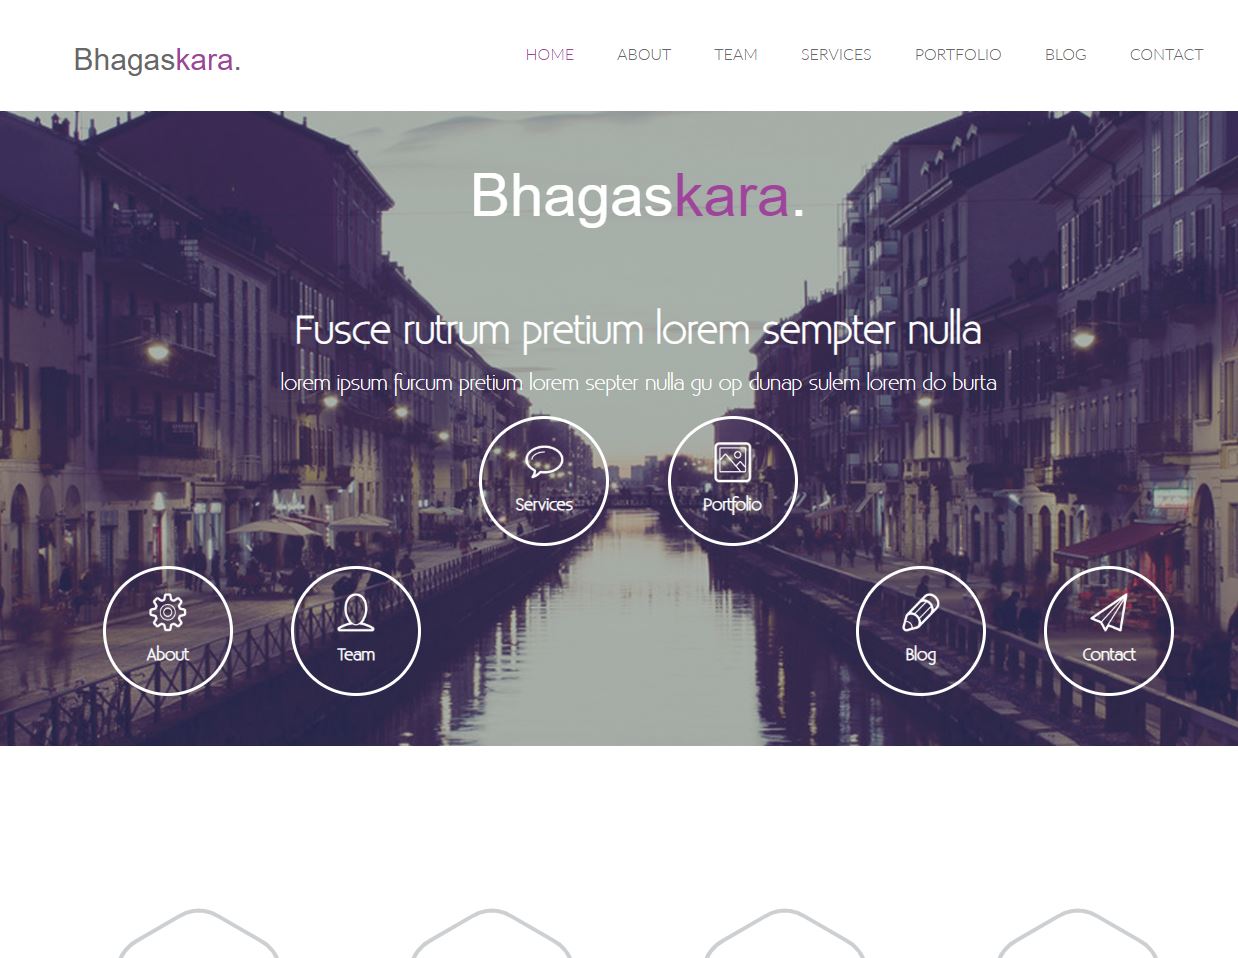 Bhagaskara.
HOME ABOUT TEAM SERVICES PORTFOLIO BLOG CONTACT
Bhagaskara.
Fusce rutrum pretium lorem sempter nulla
lorem ipsum furcum pretium lorem septer nulla gu op dunap sulem lorem do burta
Services Portfolio
About Team Blog Contact